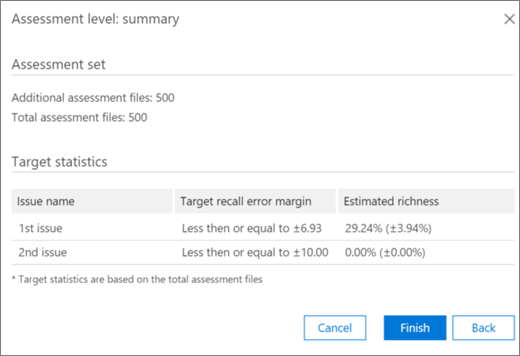 Assessment level: summary
Assessment set
Additional assessment files: 500
Total assessment files: 500
Target statistics
Issue name Target recall error margin Estimated richness
1st issue Less then or equal to ±6.93 29.24% (±3.94%)
2nd issue Less then or equal to ±10.00 0.00% (±0.00%)
* Target statistics are based on the total assessment files
Cancel Finish Back